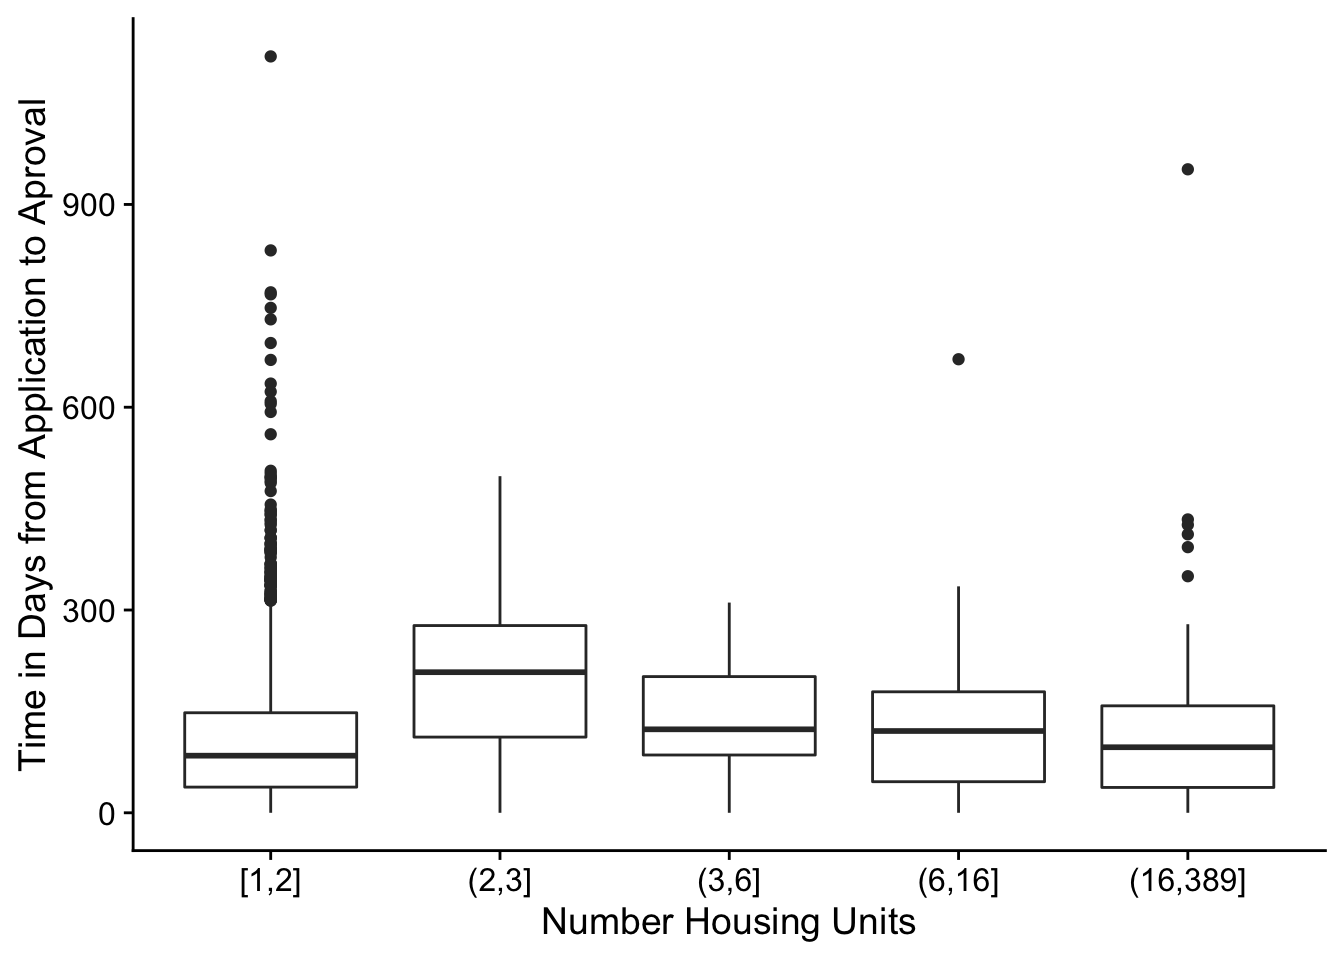 Time in Days from Application to Aproval
900
600
300
0
[1,2] (2,3] (3,6] (6,16] (16,389]
Number Housing Units